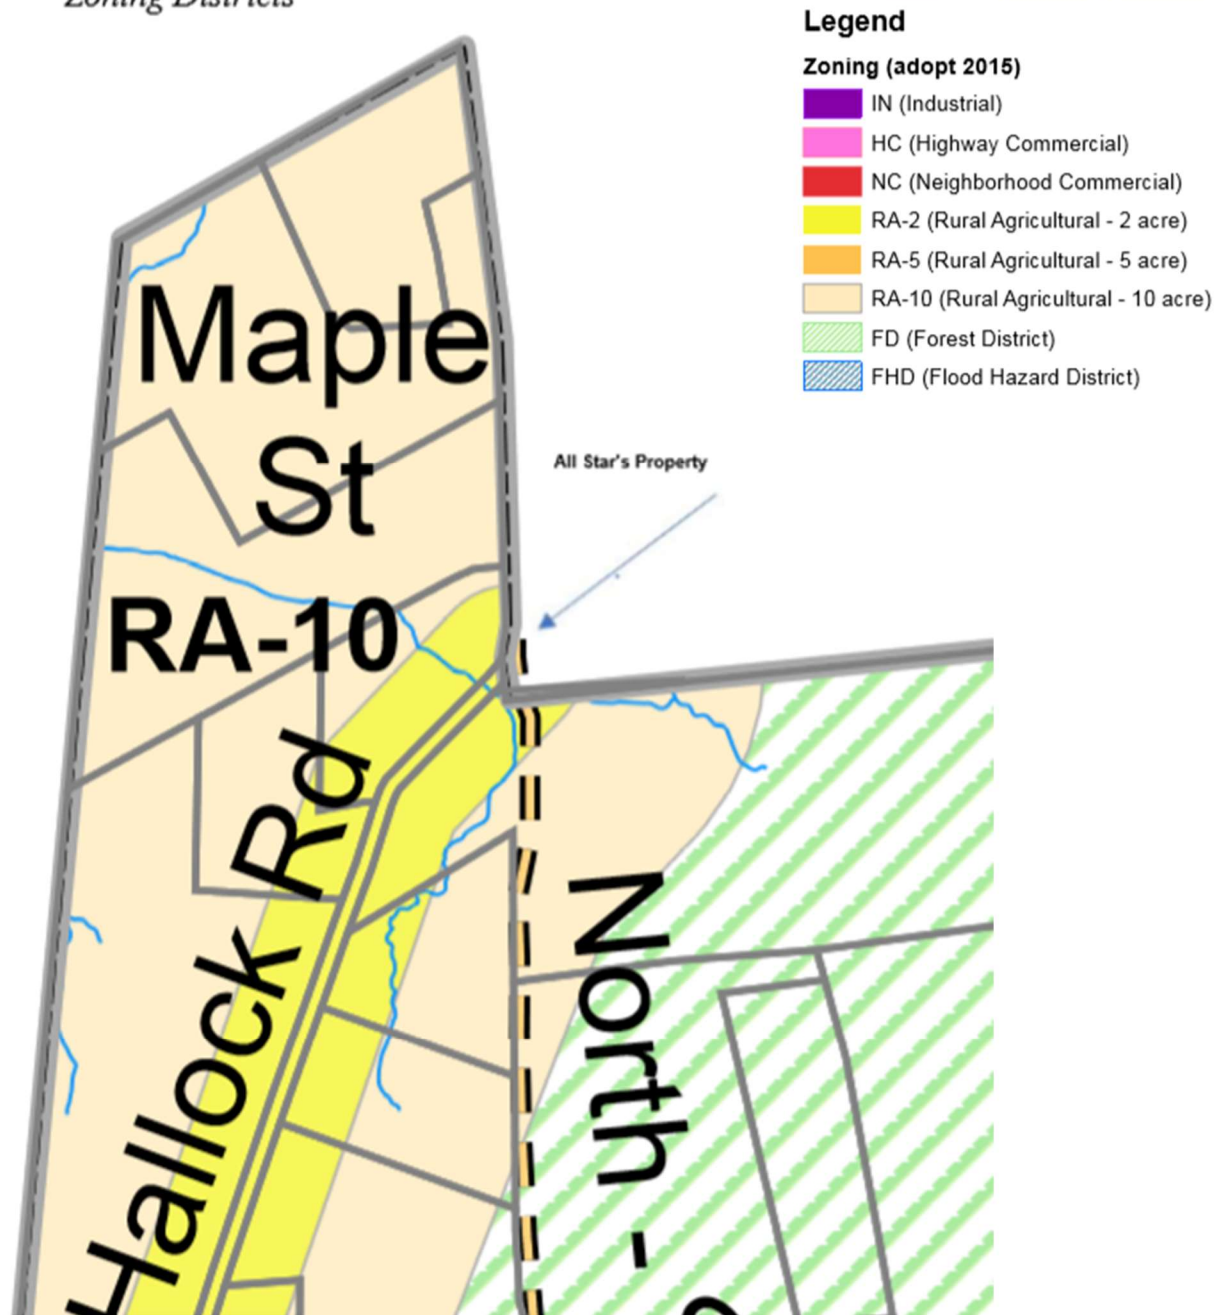 Zoning Districts
Legend
Zoning (adopt 2015)
IN (Industrial)
HC (Highway Commercial)
NC (Neighborhood Commercial)
RA-2 (Rural Agricultural - 2 acre)
RA-5 (Rural Agricultural - 5 acre)
RA-10 (Rural Agricultural - 10 acre)
FD (Forest District)
FHD (Flood Hazard District)
Maple
St
All Star's Property
RA-10
Hallock Rd
North -